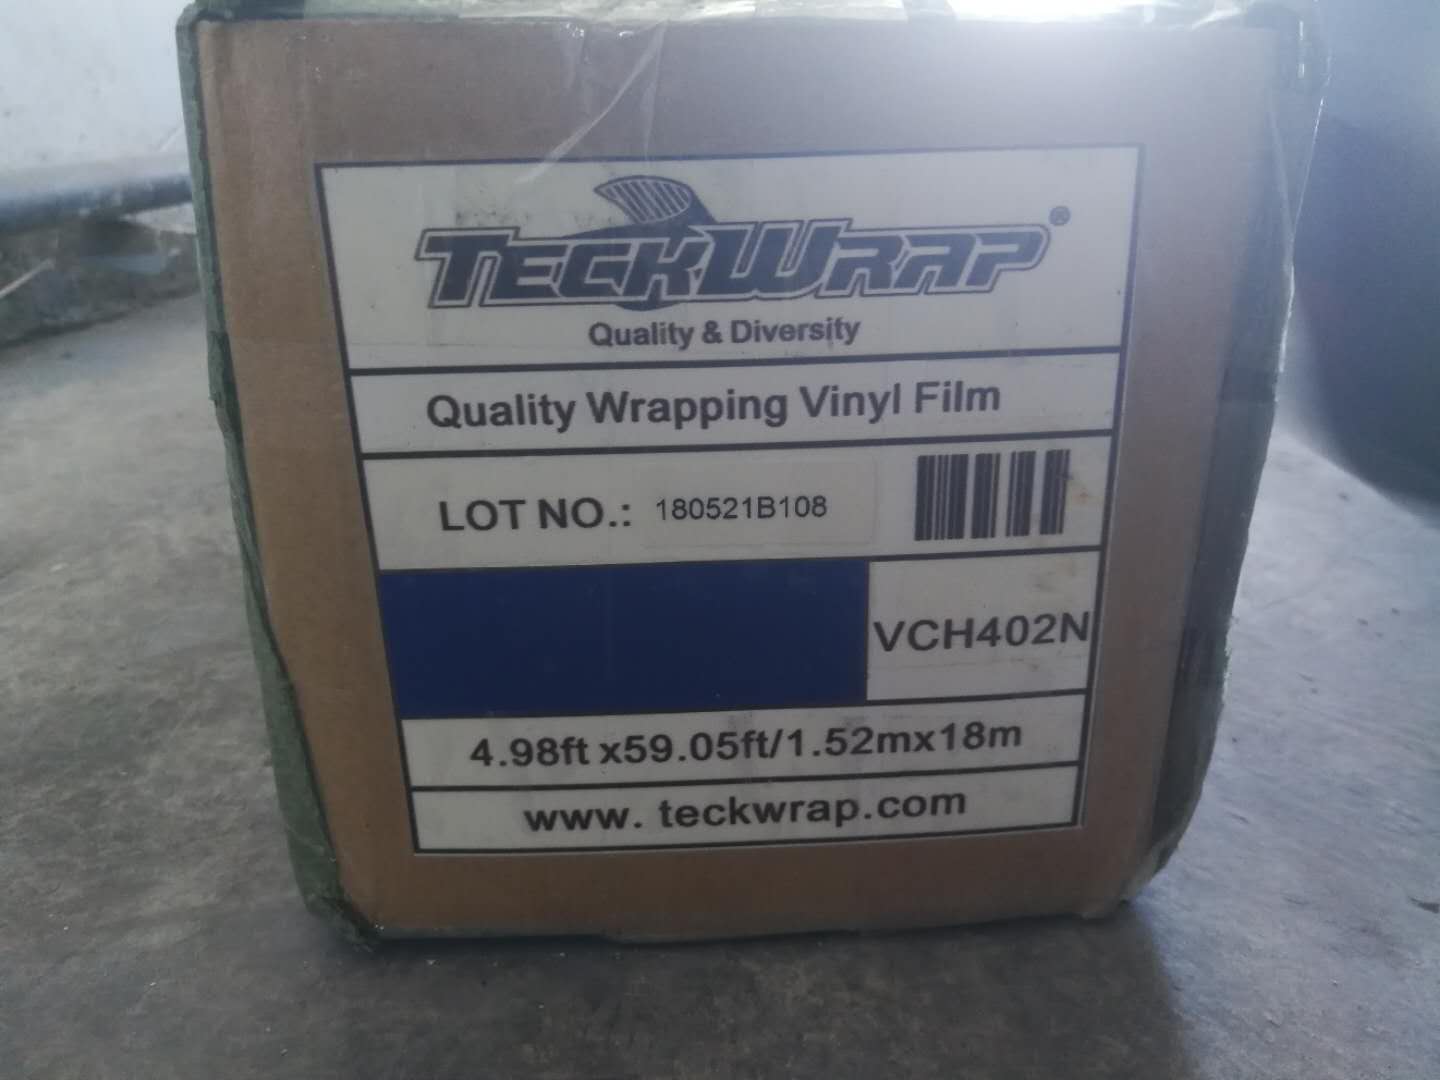 TECKWRAP®
Quality & Diversity
Quality Wrapping Vinyl Film
LOT NO.: 180521B108
VCH402N
4.98ft x59.05ft/1.52mx18m
www. teckwrap.com